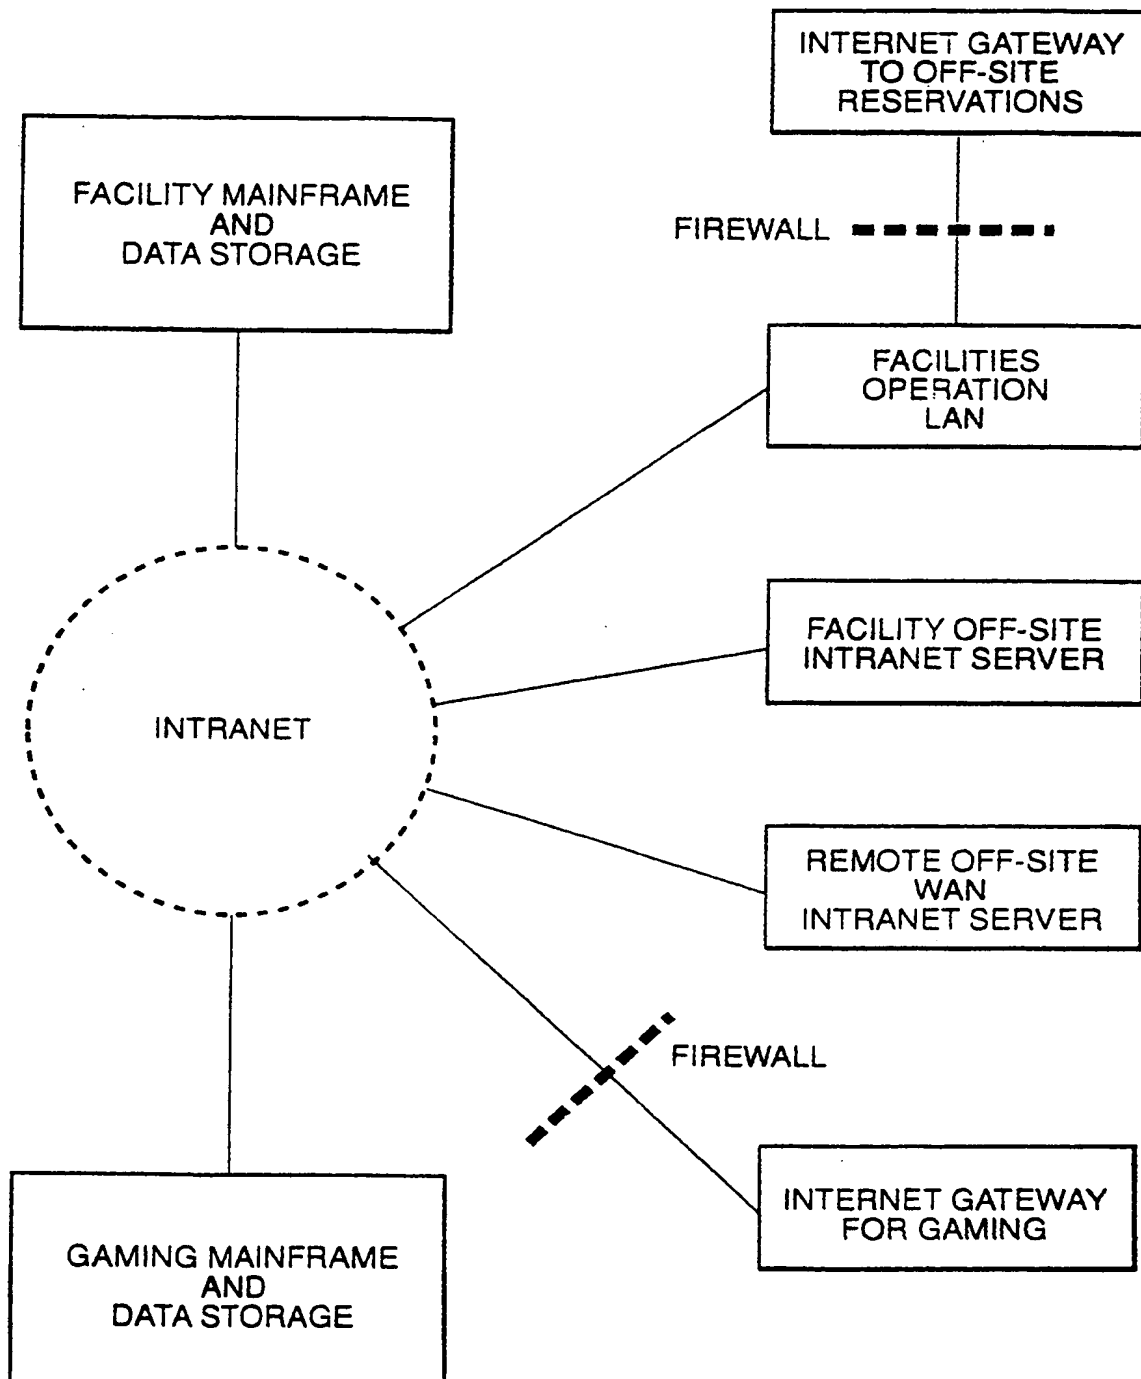 INTERNET GATEWAY
TO OFF-SITE
RESERVATIONS
FACILITY MAINFRAME
AND
DATA STORAGE
FIREWALL
FACILITIES
OPERATION
LAN
FACILITY OFF-SITE
INTRANET SERVER
INTRANET
REMOTE OFF-SITE
WAN
INTRANET SERVER
FIREWALL
INTERNET GATEWAY
FOR GAMING
GAMING MAINFRAME
AND
DATA STORAGE